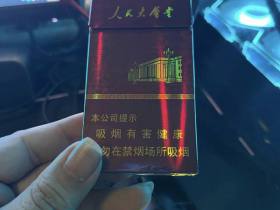 人民大会堂
本公司提示
吸烟有害健康
勿在禁烟场所吸烟